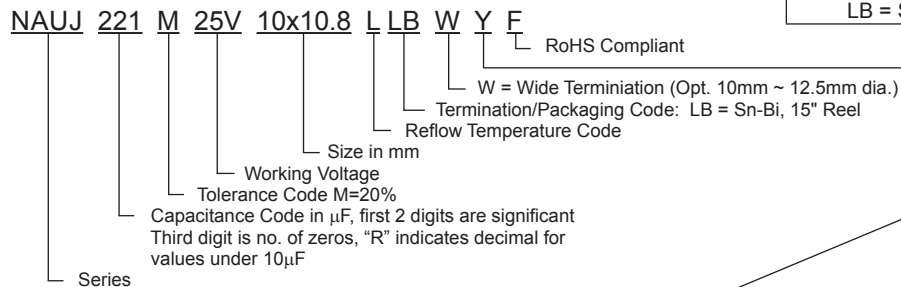 LB = S
NAUJ 221 M 25V 10x10.8 L LB W Y F
RoHS Compliant
W = Wide Terminiation (Opt. 10mm ~ 12.5mm dia.)
Termination/Packaging Code: LB = Sn-Bi, 15" Reel
Reflow Temperature Code
Size in mm
Working Voltage
Tolerance Code M=20%
Capacitance Code in μF, first 2 digits are significant
Third digit is no. of zeros, “R” indicates decimal for
values under 10μF
Series